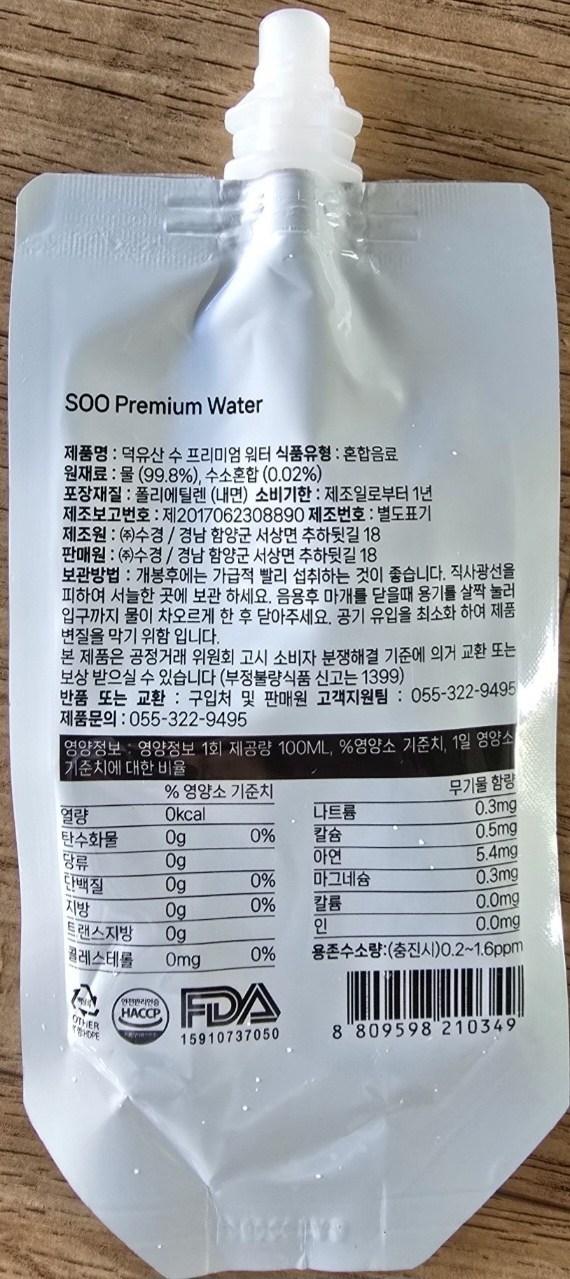 SOO Premium Water
제품명 : 덕유산 수 프리미엄 워터 식품유형 : 혼합음료
원재료 : 물 (99.8%), 수소혼합 (0.02%)
포장재질 : 폴리에틸렌 (내면) 소비기한 : 제조일로부터 1년
제조보고번호 : 제2017062308890 제조번호 : 별도표기
제조원 : ㈜수경 / 경남 함양군 서상면 추하뒷길 18
판매원 : ㈜수경 / 경남 함양군 서상면 추하뒷길 18
보관방법 : 개봉후에는 가급적 빨리 섭취하는 것이 좋습니다. 직사광선을
피하여 서늘한 곳에 보관 하세요. 음용후 마개를 닫을때 용기를 살짝 눌러
입구까지 물이 차오르게 한 후 닫아주세요. 공기 유입을 최소화 하여 제품
변질을 막기 위함 입니다.
본 제품은 공정거래 위원회 고시 소비자 분쟁해결 기준에 의거 교환 또는
보상 받으실 수 있습니다 (부정불량식품 신고는 1399)
반품 또는 교환 : 구입처 및 판매원 고객지원팀 : 055-322-9495
제품문의 : 055-322-9495
영양정보 : 영양정보 1회 제공량 100ML, %영양소 기준치, 1일 영양소
기준치에 대한 비율
% 영양소 기준치
열량 0kcal
탄수화물 0g 0%
당류 0g
단백질 0g 0%
지방 0g 0%
트랜스지방 0g
콜레스테롤 0mg 0%
무기물 함량
나트륨 0.3mg
칼슘 0.5mg
아연 5.4mg
마그네슘 0.3mg
칼륨 0.0mg
인 0.0mg
용존수소량:(충진시)0.2~1.6ppm
OTHER
HDPE
안전관리인증
HACCP
FDA
15910737050
8 809598 210349